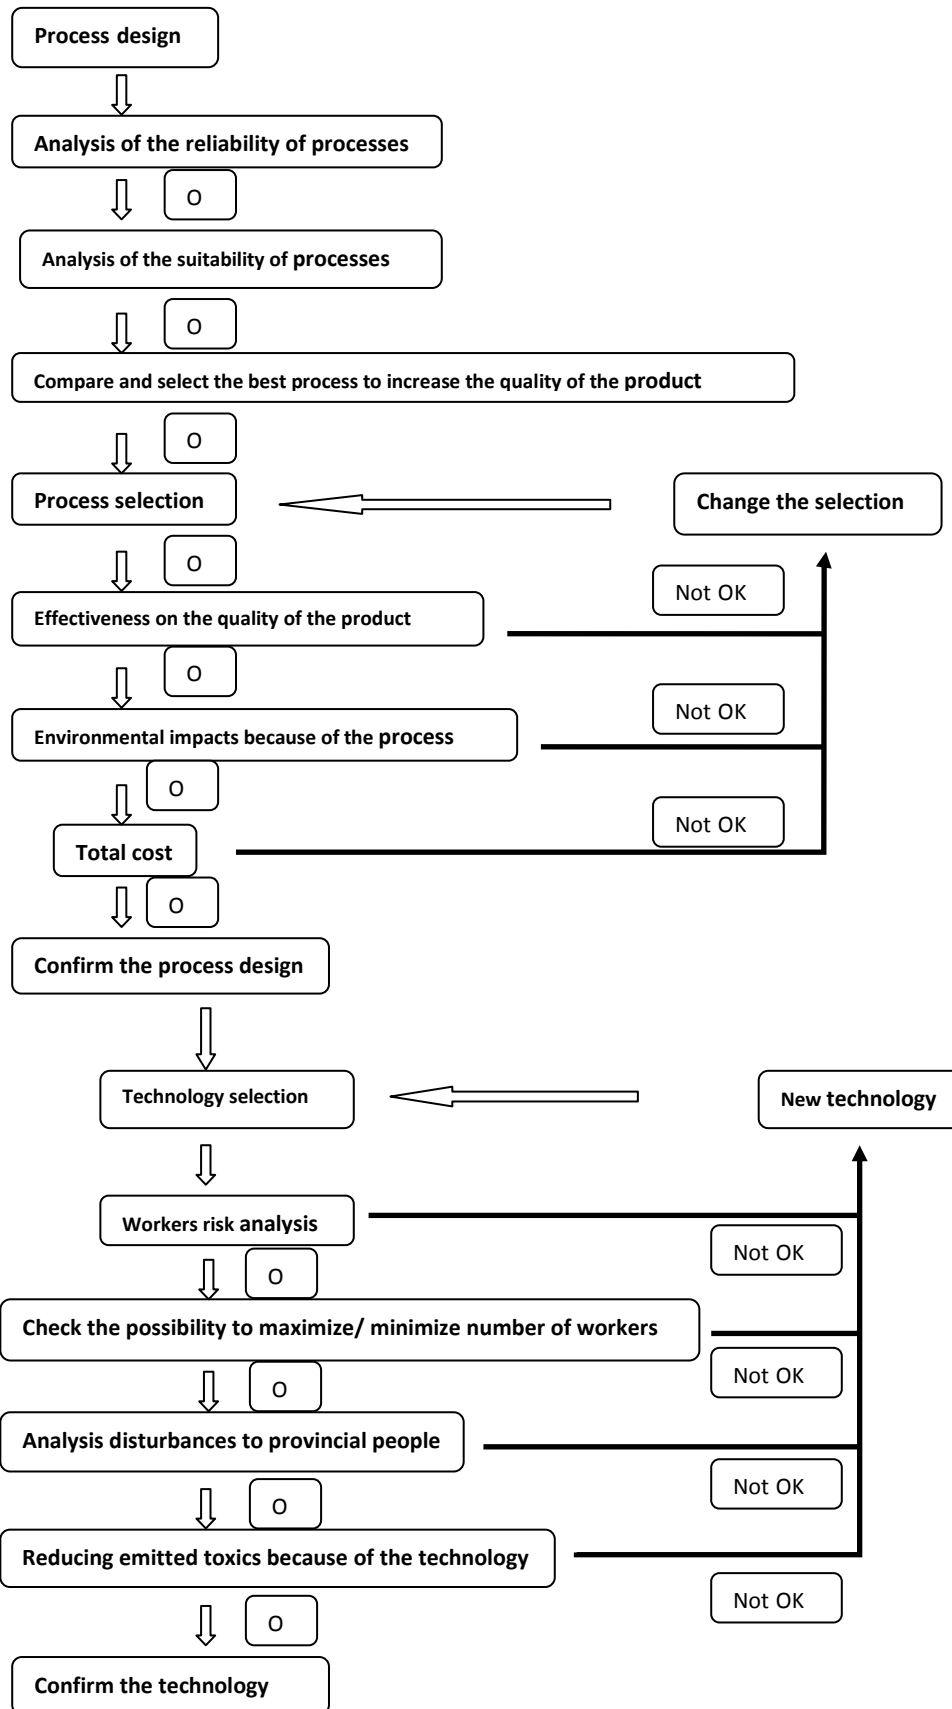 Process design
Analysis of the reliability of processes
O
Analysis of the suitability of processes
O
Compare and select the best process to increase the quality of the product
O
Process selection
Change the selection
O
Not OK
Effectiveness on the quality of the product
O
Not OK
Environmental impacts because of the process
O
Not OK
Total cost
O
Confirm the process design
Technology selection
New technology
Workers risk analysis
Not OK
O
Check the possibility to maximize/ minimize number of workers
Not OK
O
Analysis disturbances to provincial people
Not OK
O
Reducing emitted toxics because of the technology
Not OK
O
Confirm the technology